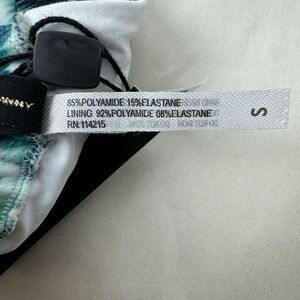 85%POLYAMIDE 15%ELASTANE
LINING 92%POLYAMIDE 08%ELASTANE
RN:114215
S